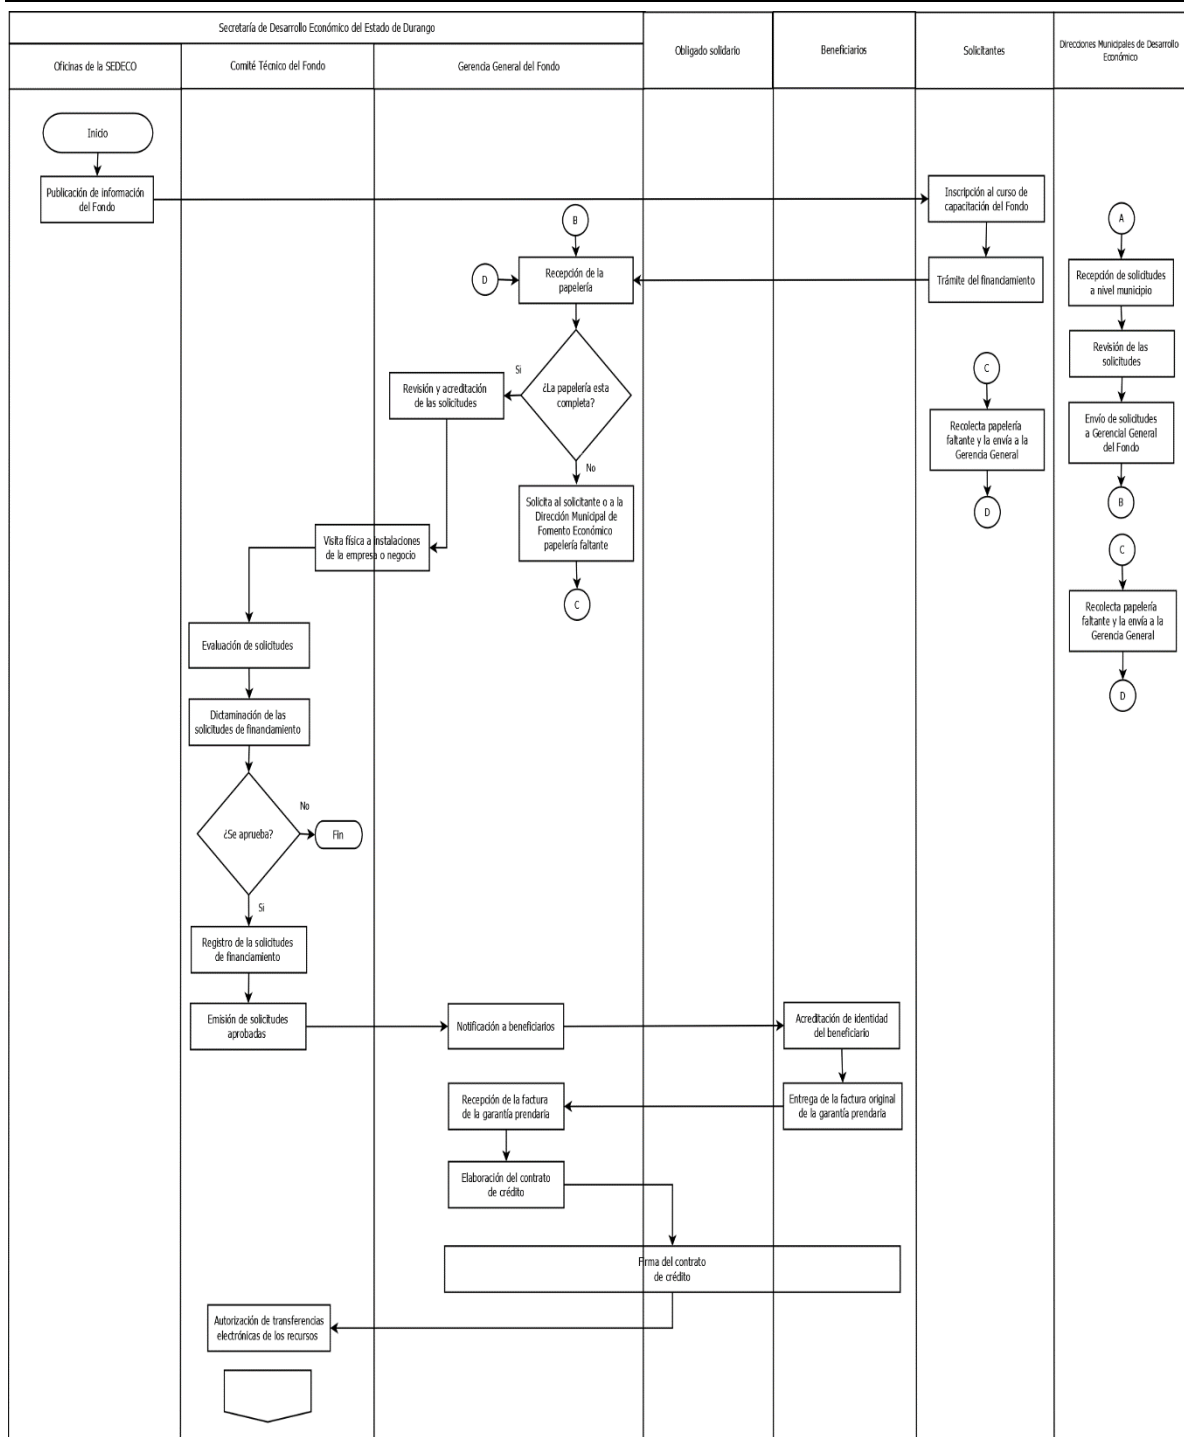 Secretaría de Desarrollo Económico del Estado de Durango
Oficinas de la SEDECO
Comité Técnico del Fondo
Gerencia General del Fondo
Obligado solidario
Beneficiarios
Solicitantes
Direcciones Municipales de Desarrollo
Económico
Inicio
Publicación de información
del Fondo
Inscripción al curso de
capacitación del Fondo
B
A
D
Recepción de la
papelería
Trámite del financiamiento
Recepción de solicitudes
a nivel municipio
Revisión de las
solicitudes
Si
¿La papelería esta
completa?
Revisión y acreditación
de las solicitudes
C
Recolecta papelería
faltante y la envía a la
Gerencia General
Envío de solicitudes
a Gerencial General
del Fondo
No
Solicita al solicitante o a la
Dirección Municipal de
Fomento Económico
papelería faltante
D
B
Visita física a instalaciones
de la empresa o negocio
C
C
Recolecta papelería
faltante y la envía a la
Gerencia General
D
Evaluación de solicitudes
Dictaminación de las
solicitudes de financiamiento
No
¿Se aprueba?
Fin
Si
Registro de la solicitudes
de financiamiento
Emisión de solicitudes
aprobadas
Notificación a beneficiarios
Acreditación de identidad
del beneficiario
Recepción de la factura
de la garantía prendaria
Entrega de la factura original
de la garantía prendaria
Elaboración del contrato
de crédito
Firma del contrato
de crédito
Autorización de transferencias
electrónicas de los recursos